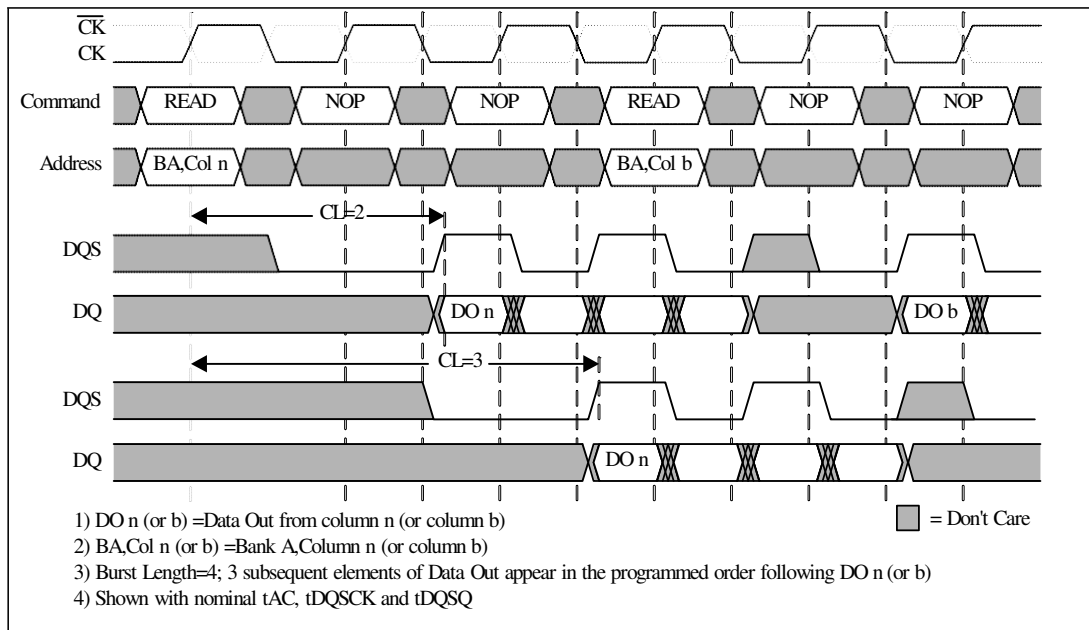 CK
CK
Command READ NOP NOP READ NOP NOP
Address BA,Col n BA,Col b
CL=2
DQS
DQ DO n DO b
CL=3
DQS
DQ DO n
1) DO n (or b) =Data Out from column n (or column b)
= Don't Care
2) BA,Col n (or b) =Bank A,Column n (or column b)
3) Burst Length=4; 3 subsequent elements of Data Out appear in the programmed order following DO n (or b)
4) Shown with nominal tAC, tDQSCK and tDQSQ